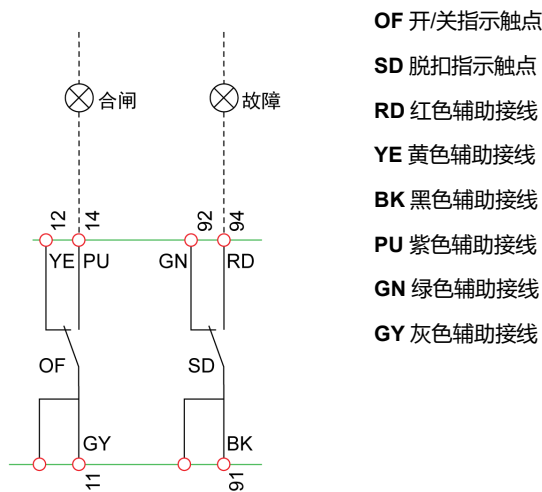 合闸
故障
12
14
92
94
YE
PU
GN
RD
OF
SD
GY
BK
11
91
OF 开/关指示触点
SD 脱扣指示触点
RD 红色辅助接线
YE 黄色辅助接线
BK 黑色辅助接线
PU 紫色辅助接线
GN 绿色辅助接线
GY 灰色辅助接线